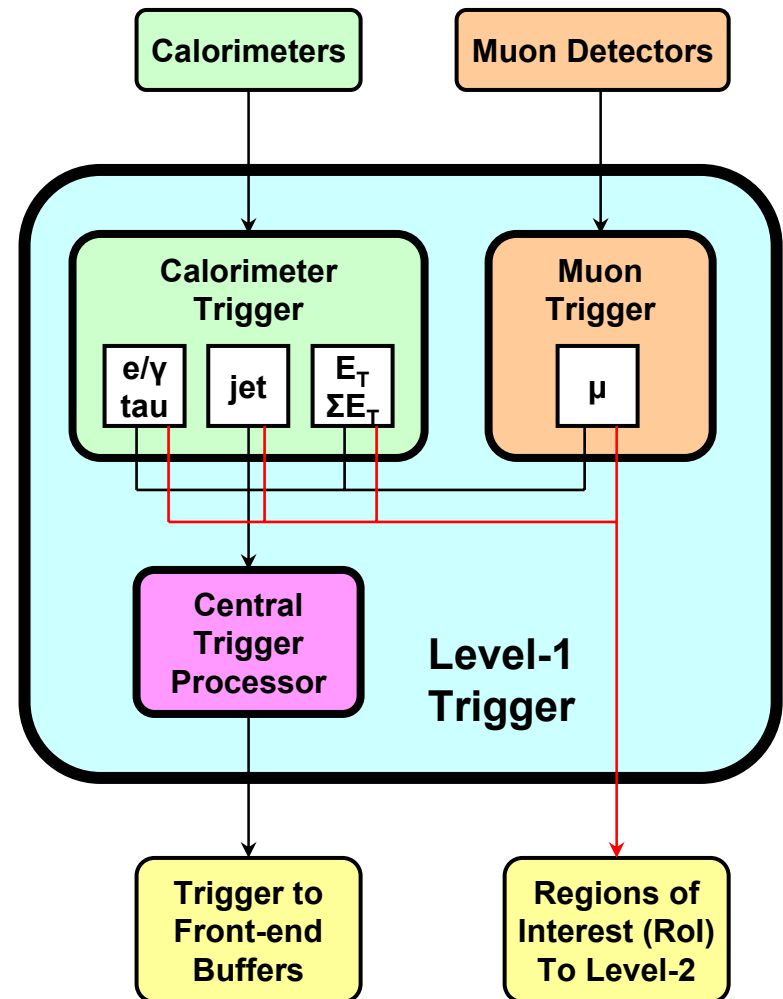 Calorimeters
Muon Detectors
Calorimeter
Trigger
e/γ
tau
jet
E_T
ΣE_T
Muon
Trigger
μ
Central
Trigger
Processor
Level-1
Trigger
Trigger to
Front-end
Buffers
Regions of
Interest (RoI)
To Level-2